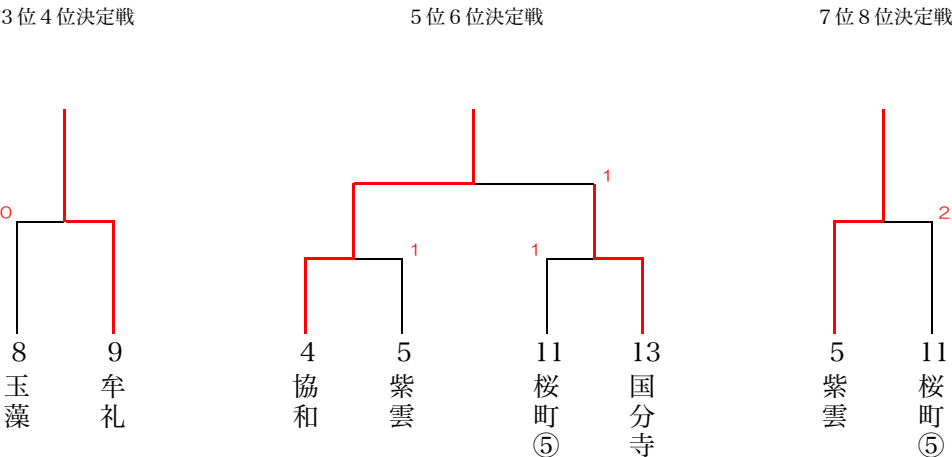 3位4位決定戦
5位6位決定戦
7位8位決定戦
1
0
2
1
1
8
9
4
5
11
13
5
11
玉藻
牟礼
協和
紫雲
桜町⑤
国分寺
紫雲
桜町⑤